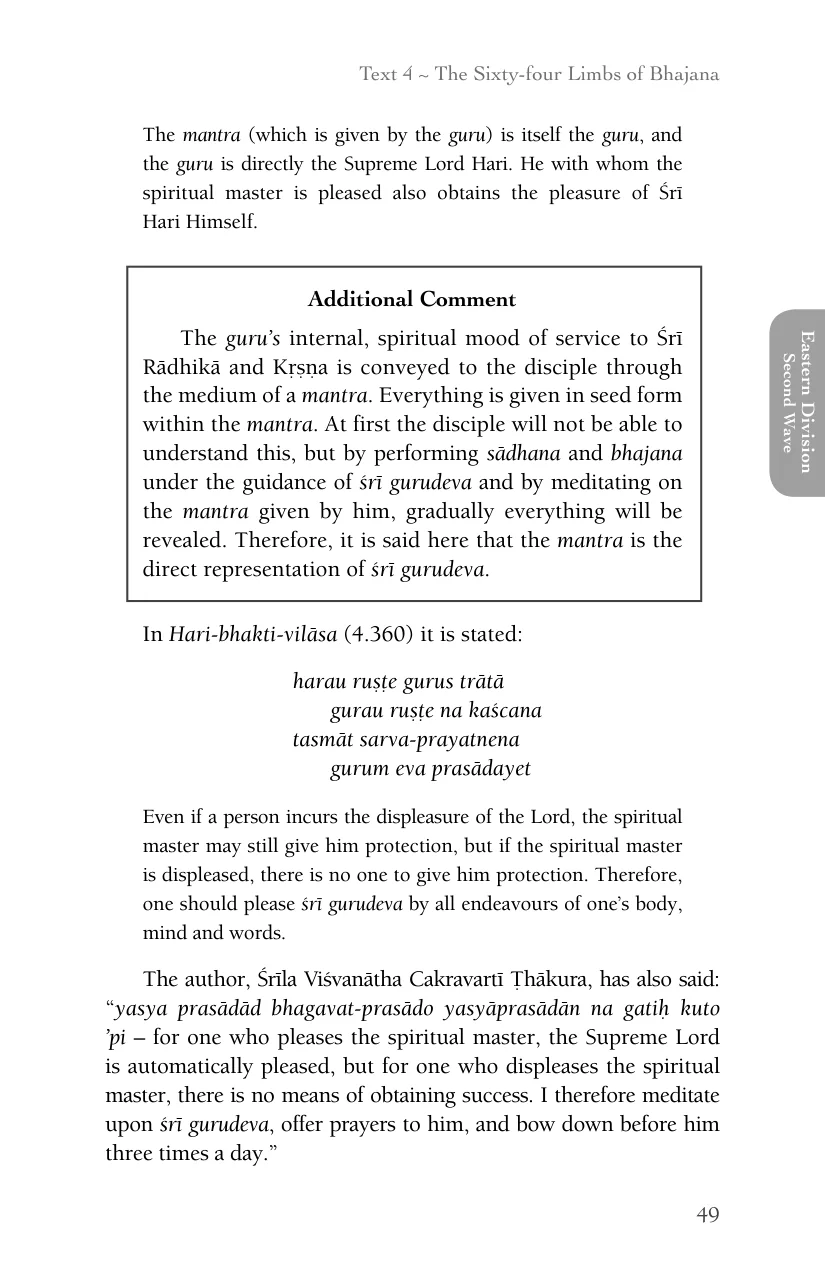 Text 4 ~ The Sixty-four Limbs of Bhajana
The mantra (which is given by the guru) is itself the guru, and
the guru is directly the Supreme Lord Hari. He with whom the
spiritual master is pleased also obtains the pleasure of Śrī
Hari Himself.
Additional Comment
The guru’s internal, spiritual mood of service to Śrī
Rādhikā and Kṛṣṇa is conveyed to the disciple through
the medium of a mantra. Everything is given in seed form
within the mantra. At first the disciple will not be able to
understand this, but by performing sādhana and bhajana
under the guidance of śrī gurudeva and by meditating on
the mantra given by him, gradually everything will be
revealed. Therefore, it is said here that the mantra is the
direct representation of śrī gurudeva.
Eastern Division
Second Wave
In Hari-bhakti-vilāsa (4.360) it is stated:
harau ruṣṭe gurus trātā
gurau ruṣṭe na kaścana
tasmāt sarva-prayatnena
gurum eva prasādayet
Even if a person incurs the displeasure of the Lord, the spiritual
master may still give him protection, but if the spiritual master
is displeased, there is no one to give him protection. Therefore,
one should please śrī gurudeva by all endeavours of one’s body,
mind and words.
The author, Śrīla Viśvanātha Cakravartī Ṭhākura, has also said:
“yasya prasādād bhagavat-prasādo yasyāprasādān na gatiḥ kuto
’pi – for one who pleases the spiritual master, the Supreme Lord
is automatically pleased, but for one who displeases the spiritual
master, there is no means of obtaining success. I therefore meditate
upon śrī gurudeva, offer prayers to him, and bow down before him
three times a day.”
49